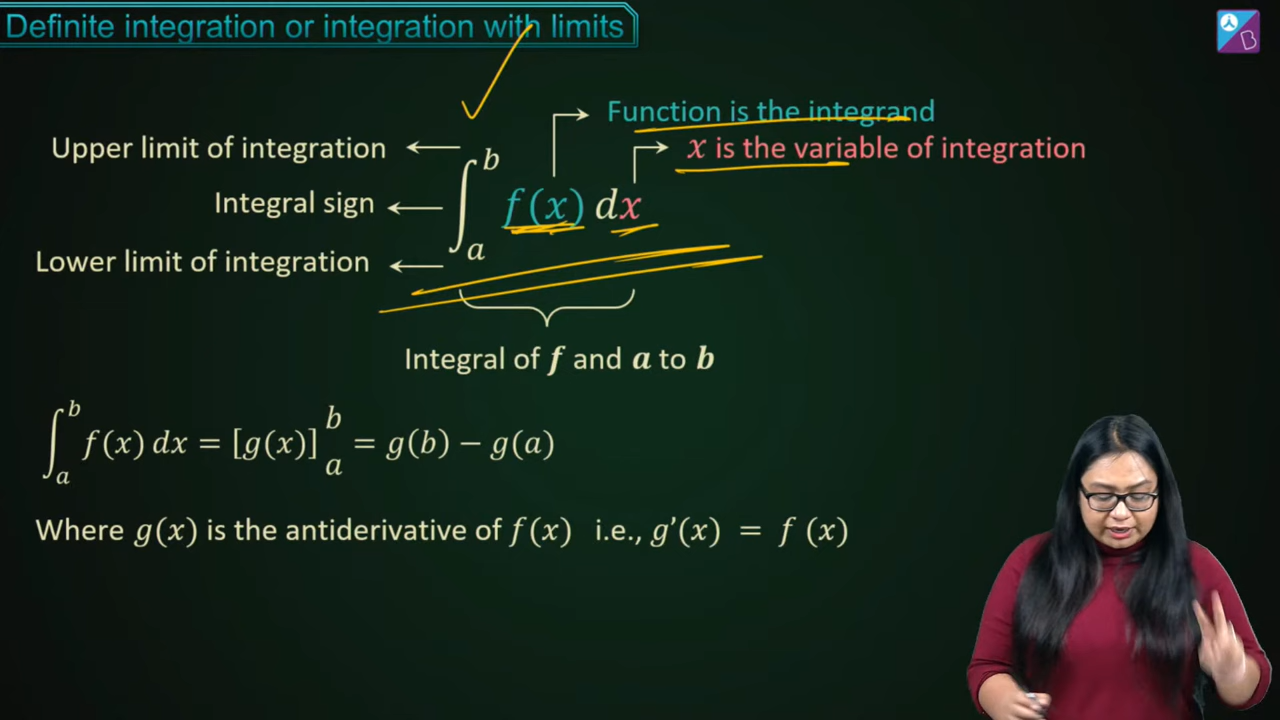 Definite integration or integration with limits
Function is the integrand
Upper limit of integration
x is the variable of integration
Integral sign
∫_a^b f(x) dx
Lower limit of integration
Integral of f and a to b
∫_a^b f(x) dx = [g(x)]_a^b = g(b) − g(a)
Where g(x) is the antiderivative of f(x) i.e., g'(x) = f (x)
B